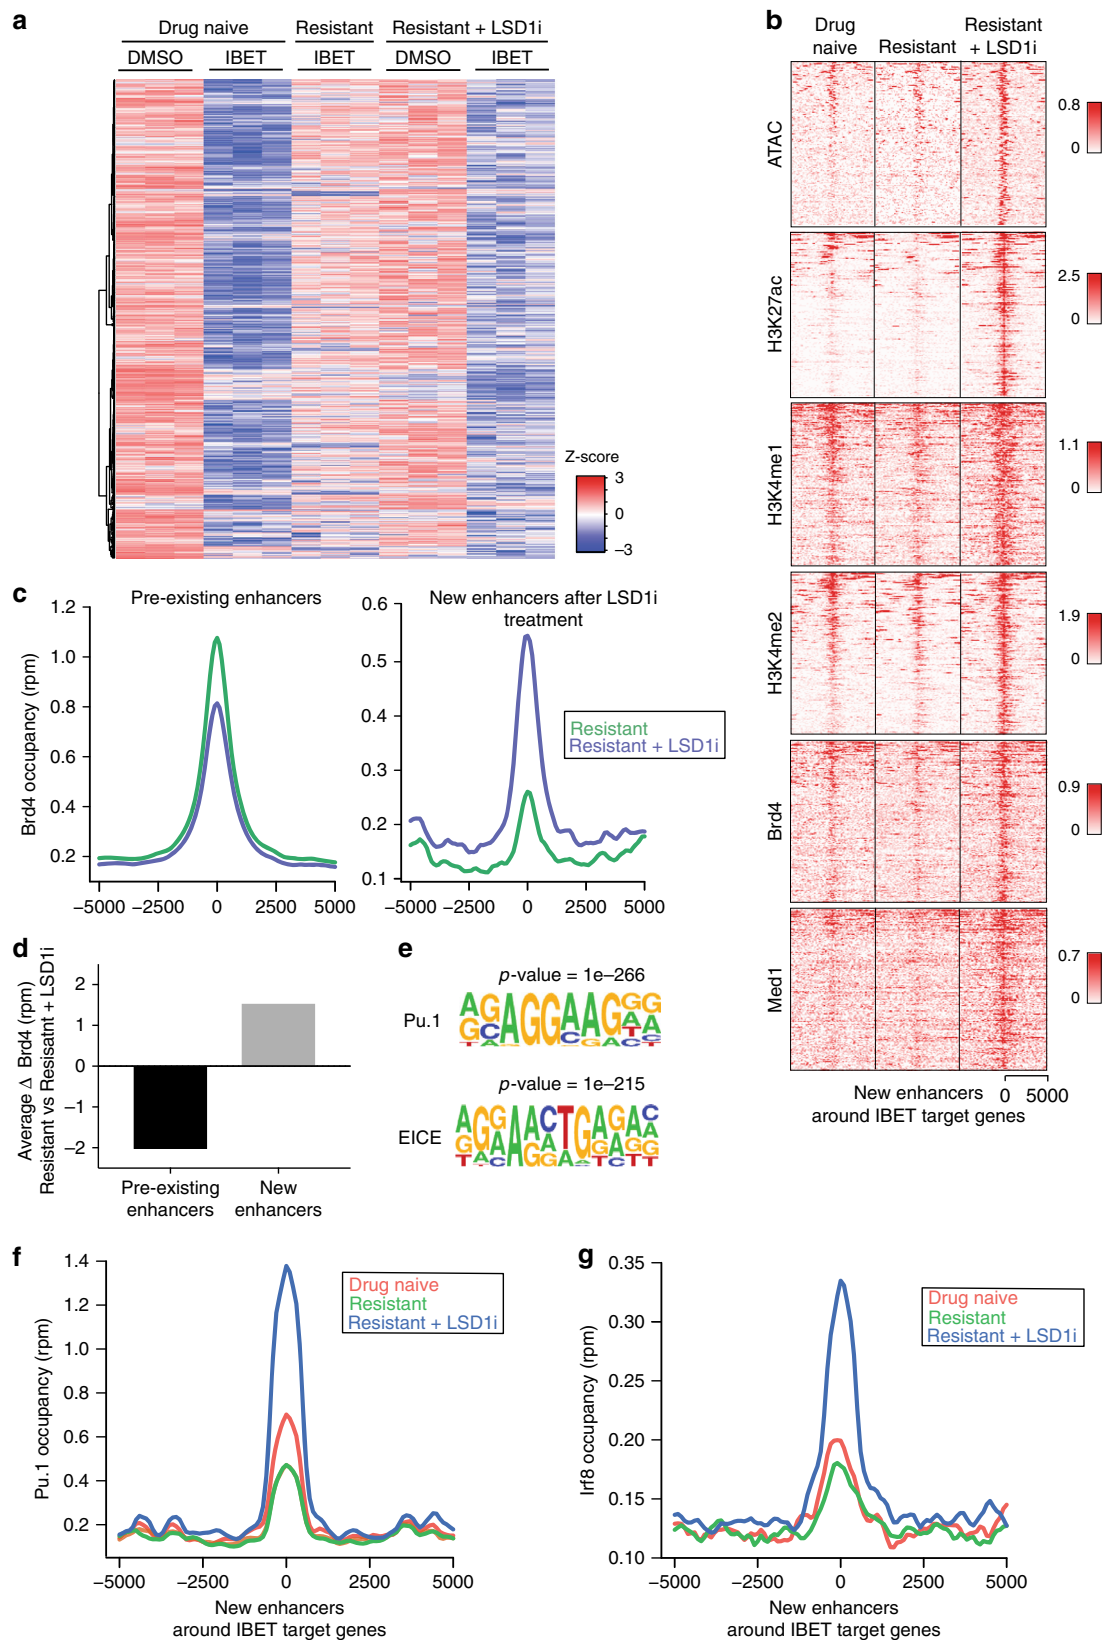 a
Drug naive
Resistant
Resistant + LSD1i
DMSO
IBET
IBET
DMSO
IBET
Z-score
3
0
−3
b
Drug naive
Resistant
Resistant + LSD1i
ATAC
0.8
0
H3K27ac
2.5
0
H3K4me1
1.1
0
H3K4me2
1.9
0
Brd4
0.9
0
Med1
0.7
0
New enhancers
around IBET target genes
0 5000
c
Pre-existing enhancers
Brd4 occupancy (rpm)
1.2
1.0
0.8
0.6
0.4
0.2
−5000 −2500 0 2500 5000
New enhancers after LSD1i
treatment
0.6
0.5
0.4
0.3
0.2
0.1
−5000 −2500 0 2500 5000
Resistant
Resistant + LSD1i
d
Average Δ Brd4 (rpm)
Resistant vs Resisatnt + LSD1i
2
1
0
−1
−2
Pre-existing
enhancers
New
enhancers
e
p-value = 1e−266
Pu.1
AGAGGAAGGG
p-value = 1e−215
EICE
AGGAACTGAGAC
f
Pu.1 occupancy (rpm)
1.4
1.2
1.0
0.8
0.6
0.4
0.2
Drug naive
Resistant
Resistant + LSD1i
−5000 −2500 0 2500 5000
New enhancers
around IBET target genes
g
Irf8 occupancy (rpm)
0.35
0.30
0.25
0.20
0.15
0.10
Drug naive
Resistant
Resistant + LSD1i
−5000 −2500 0 2500 5000
New enhancers
around IBET target genes